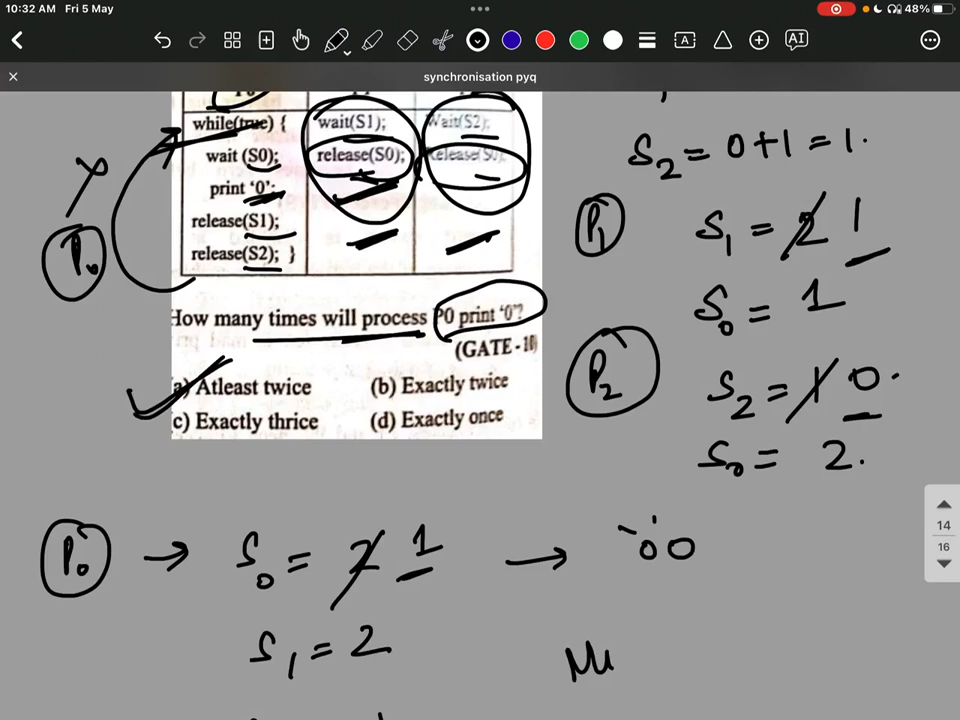 10:32 AM Fri 5 May
48%
synchronisation pyq
while(true) { wait(S1); Wait(S2);
wait (S0); release(S0); release(S0);
print '0';
release(S1);
release(S2); }
How many times will process P0 print '0'?
(GATE - 10)
(a) Atleast twice (b) Exactly twice
(c) Exactly thrice (d) Exactly once
P0
S2 = 0+1 = 1.
P1 S1 = 2 1
S0 = 1
P2 S2 = 1 0.
S0 = 2.
P0 → S0 = 2 1 → 00
S1 = 2
14
16